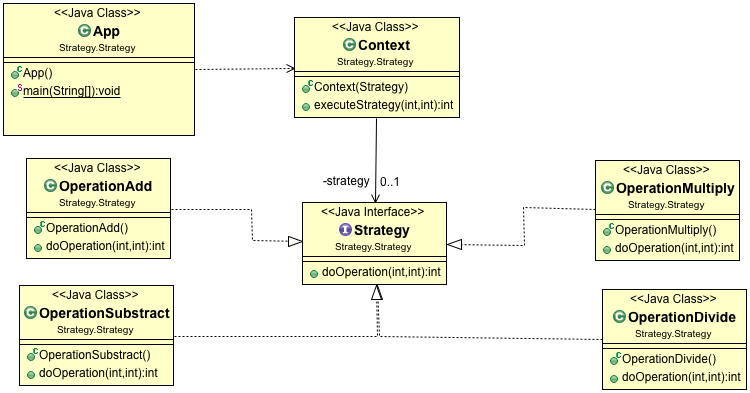 <<Java Class>>
App
Strategy.Strategy
App()
main(String[]):void
<<Java Class>>
Context
Strategy.Strategy
Context(Strategy)
executeStrategy(int,int):int
-strategy 0..1
<<Java Class>>
OperationAdd
Strategy.Strategy
OperationAdd()
doOperation(int,int):int
<<Java Interface>>
Strategy
Strategy.Strategy
doOperation(int,int):int
<<Java Class>>
OperationMultiply
Strategy.Strategy
OperationMultiply()
doOperation(int,int):int
<<Java Class>>
OperationSubstract
Strategy.Strategy
OperationSubstract()
doOperation(int,int):int
<<Java Class>>
OperationDivide
Strategy.Strategy
OperationDivide()
doOperation(int,int):int